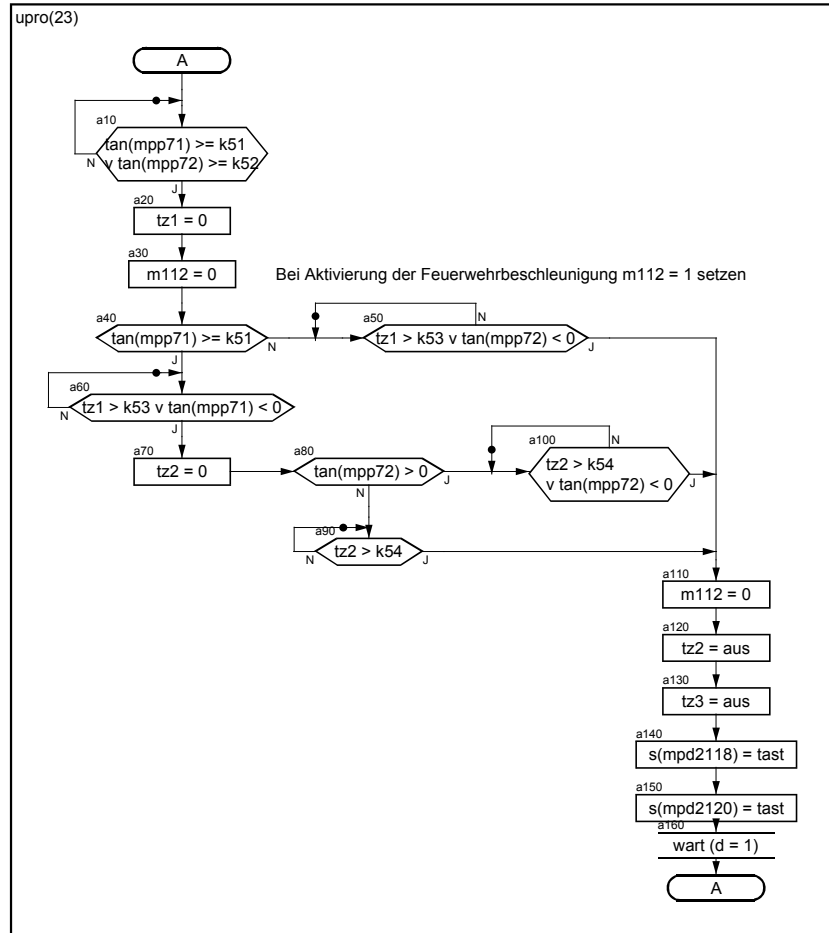 upro(23)
A
a10
tan(mpp71) >= k51
v tan(mpp72) >= k52
N
J
a20
tz1 = 0
a30
m112 = 0
Bei Aktivierung der Feuerwehrbeschleunigung m112 = 1 setzen
a40
tan(mpp71) >= k51
N
J
a50
N
tz1 > k53 v tan(mpp72) < 0
J
a60
tz1 > k53 v tan(mpp71) < 0
N
J
a70
tz2 = 0
a80
tan(mpp72) > 0
J
N
a100
N
tz2 > k54
v tan(mpp72) < 0
J
a90
tz2 > k54
N
J
a110
m112 = 0
a120
tz2 = aus
a130
tz3 = aus
a140
s(mpd2118) = tast
a150
s(mpd2120) = tast
a160
wart (d = 1)
A